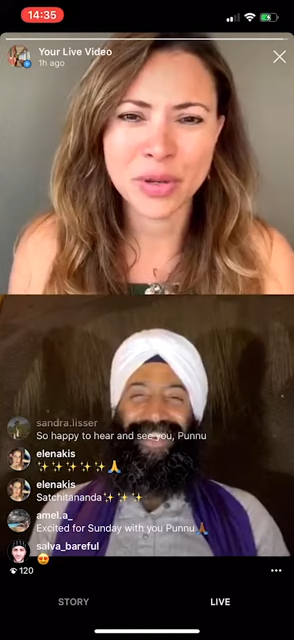 14:35
Your Live Video
1h ago
sandra.lisser
So happy to hear and see you, Punnu
elenakis
✨✨✨✨✨🙏
elenakis
Satchitananda✨✨✨
amel.a_
Excited for Sunday with you Punnu🙏🏾
salva_bareful
😍
120
STORY
LIVE